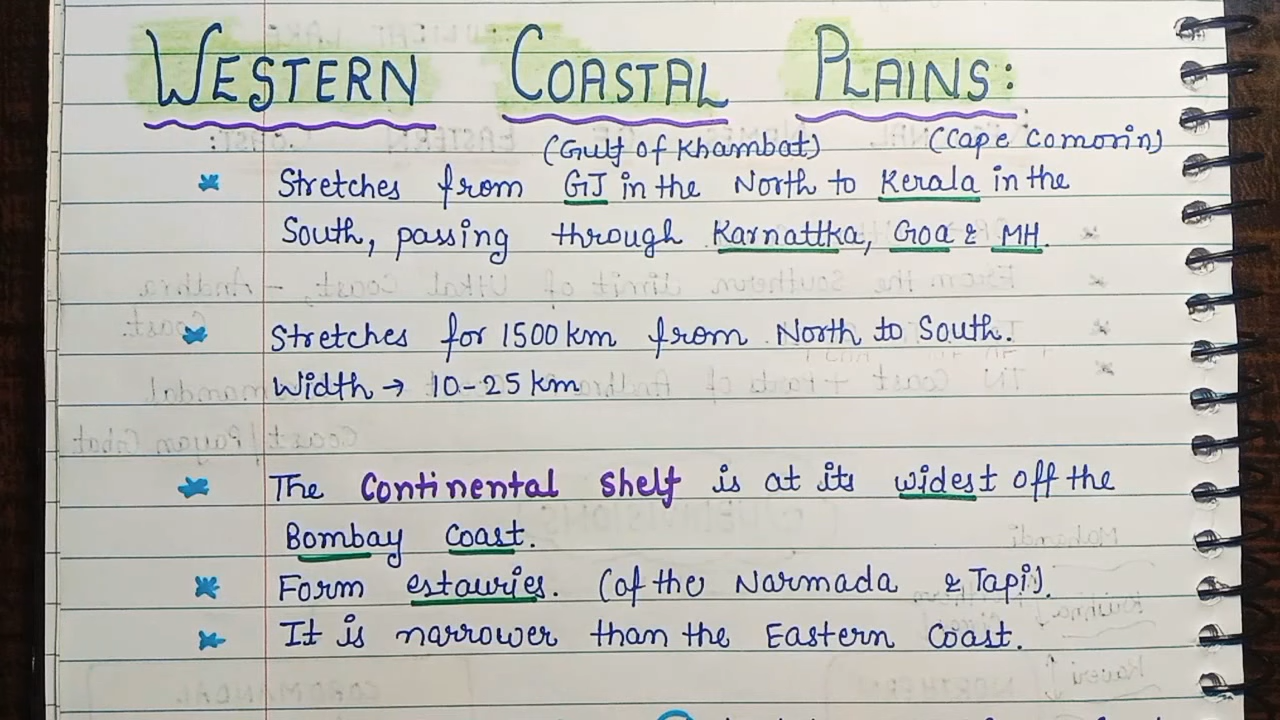 WESTERN COASTAL PLAINS:
(Gulf of Khambat) (Cape Comorin)
Stretches from GJ in the North to Kerala in the
South, passing through Karnattka, Goa & MH.
Stretches for 1500 km from North to South.
Width → 10-25 km
The Continental Shelf is at its widest off the
Bombay Coast.
Form estauries. (of the Narmada & Tapi).
It is narrower than the Eastern Coast.